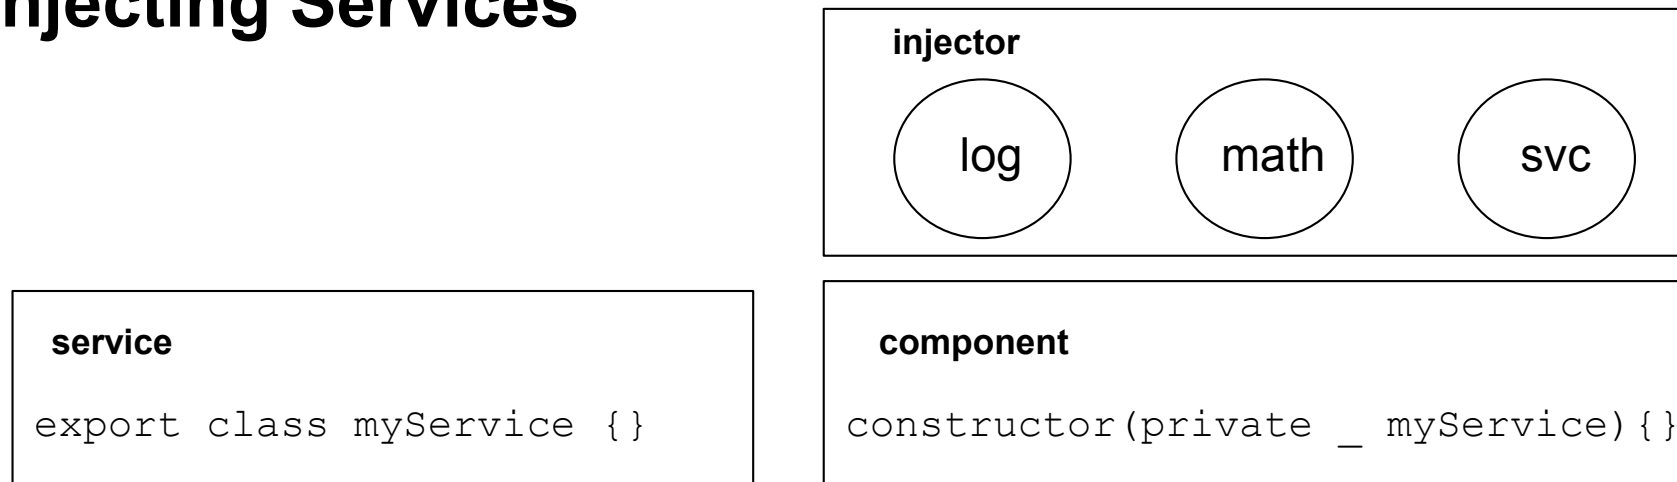 njecting Services
injector
log math svc
service
export class myService {}
component
constructor(private _ myService){}